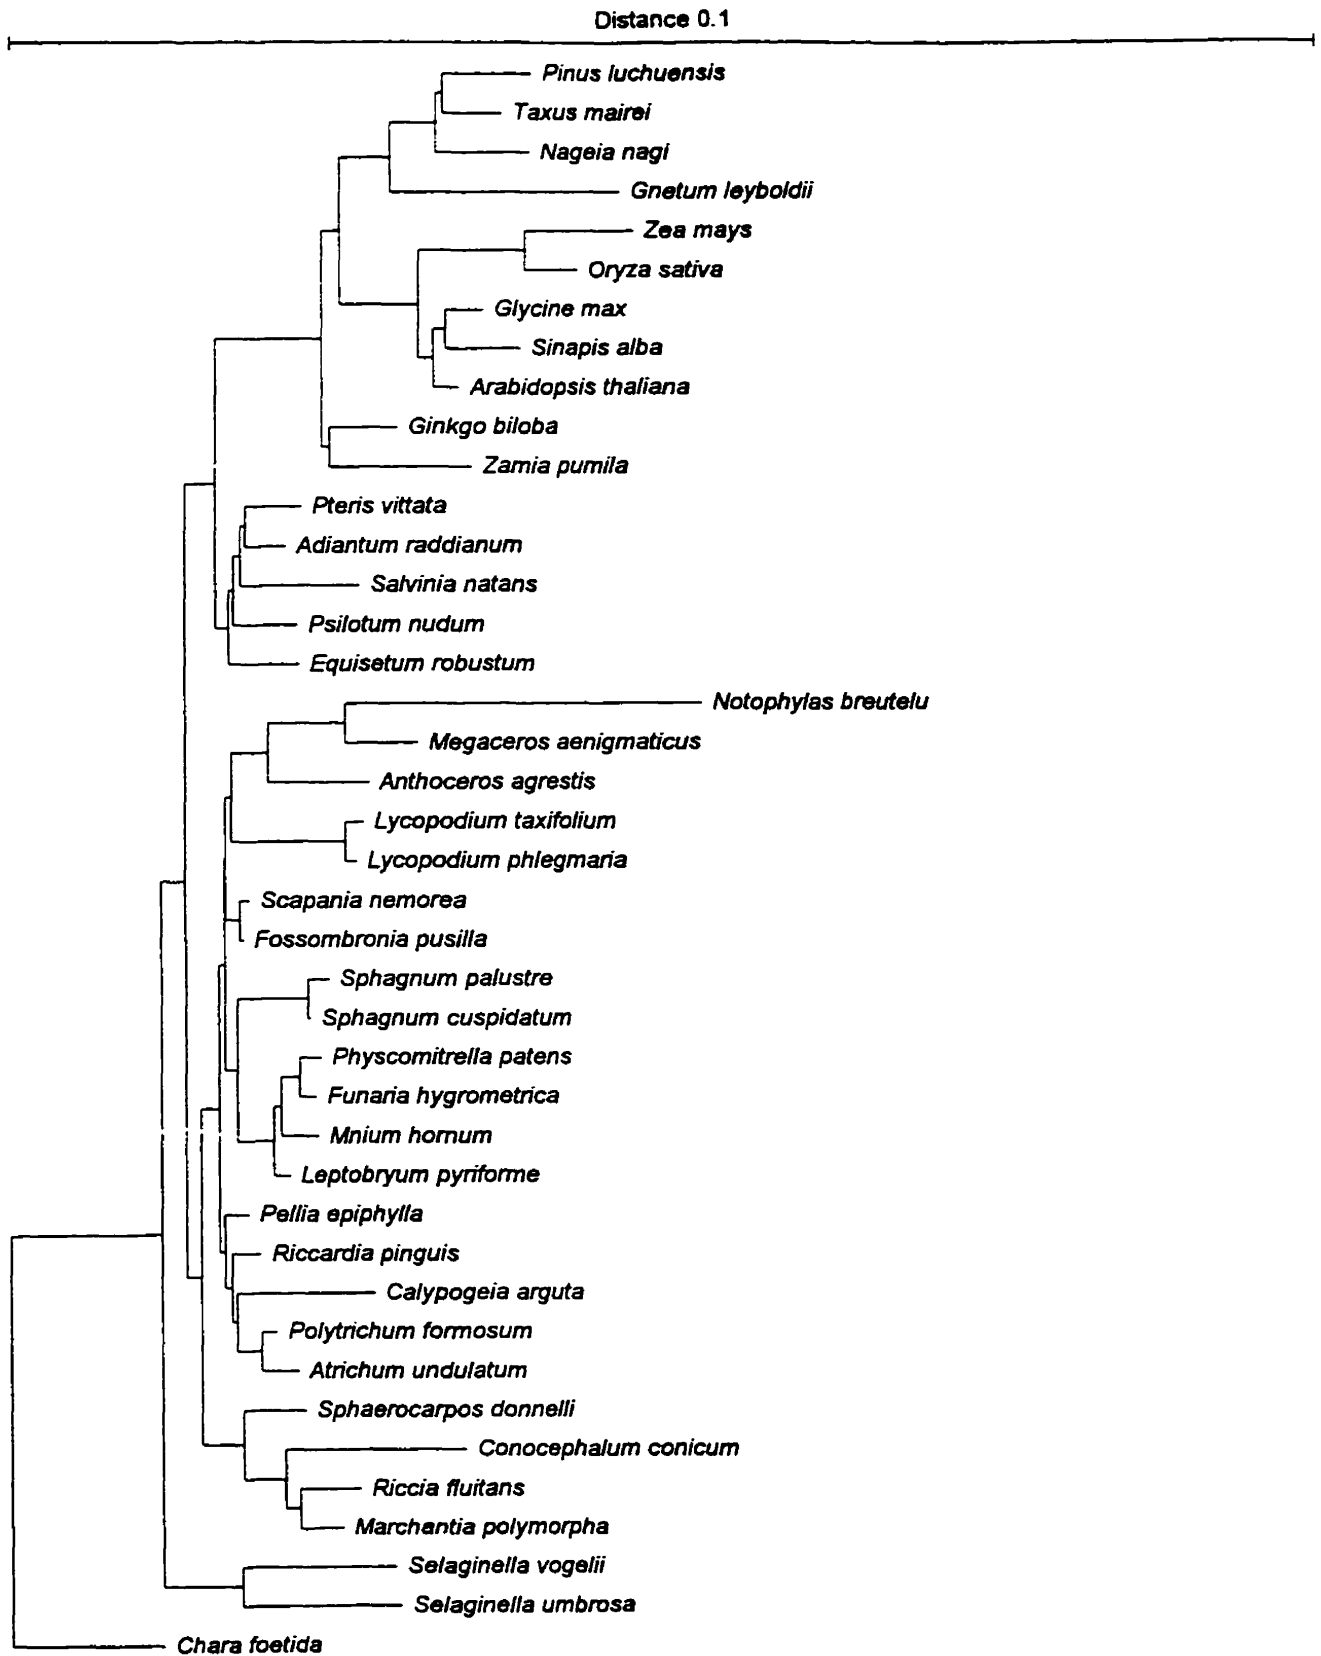 Distance 0.1
Pinus luchuensis
Taxus mairei
Nageia nagi
Gnetum leyboldii
Zea mays
Oryza sativa
Glycine max
Sinapis alba
Arabidopsis thaliana
Ginkgo biloba
Zamia pumila
Pteris vittata
Adiantum raddianum
Salvinia natans
Psilotum nudum
Equisetum robustum
Notophylas breutelu
Megaceros aenigmaticus
Anthoceros agrestis
Lycopodium taxifolium
Lycopodium phlegmaria
Scapania nemorea
Fossombronia pusilla
Sphagnum palustre
Sphagnum cuspidatum
Physcomitrella patens
Funaria hygrometrica
Mnium hornum
Leptobryum pyriforme
Pellia epiphylla
Riccardia pinguis
Calypogeia arguta
Polytrichum formosum
Atrichum undulatum
Sphaerocarpos donnelli
Conocephalum conicum
Riccia fluitans
Marchantia polymorpha
Selaginella vogelii
Selaginella umbrosa
Chara foetida